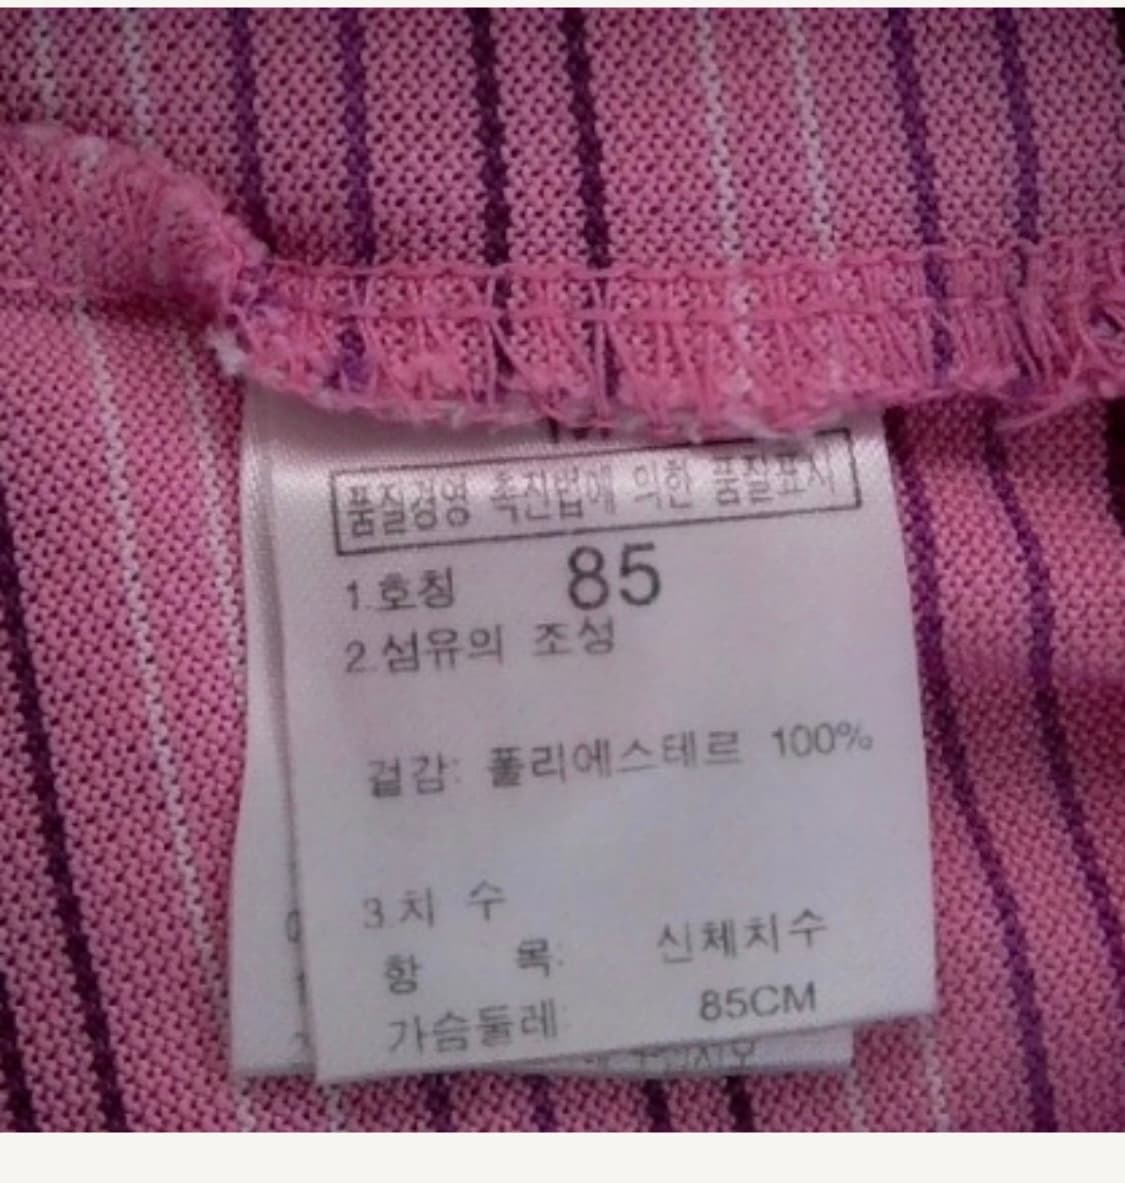 품질경영 촉진법에 의한 품질표시
1.호칭 85
2.섬유의 조성
겉감: 폴리에스테르 100%
3.치 수
항 목: 신체치수
가슴둘레 85CM